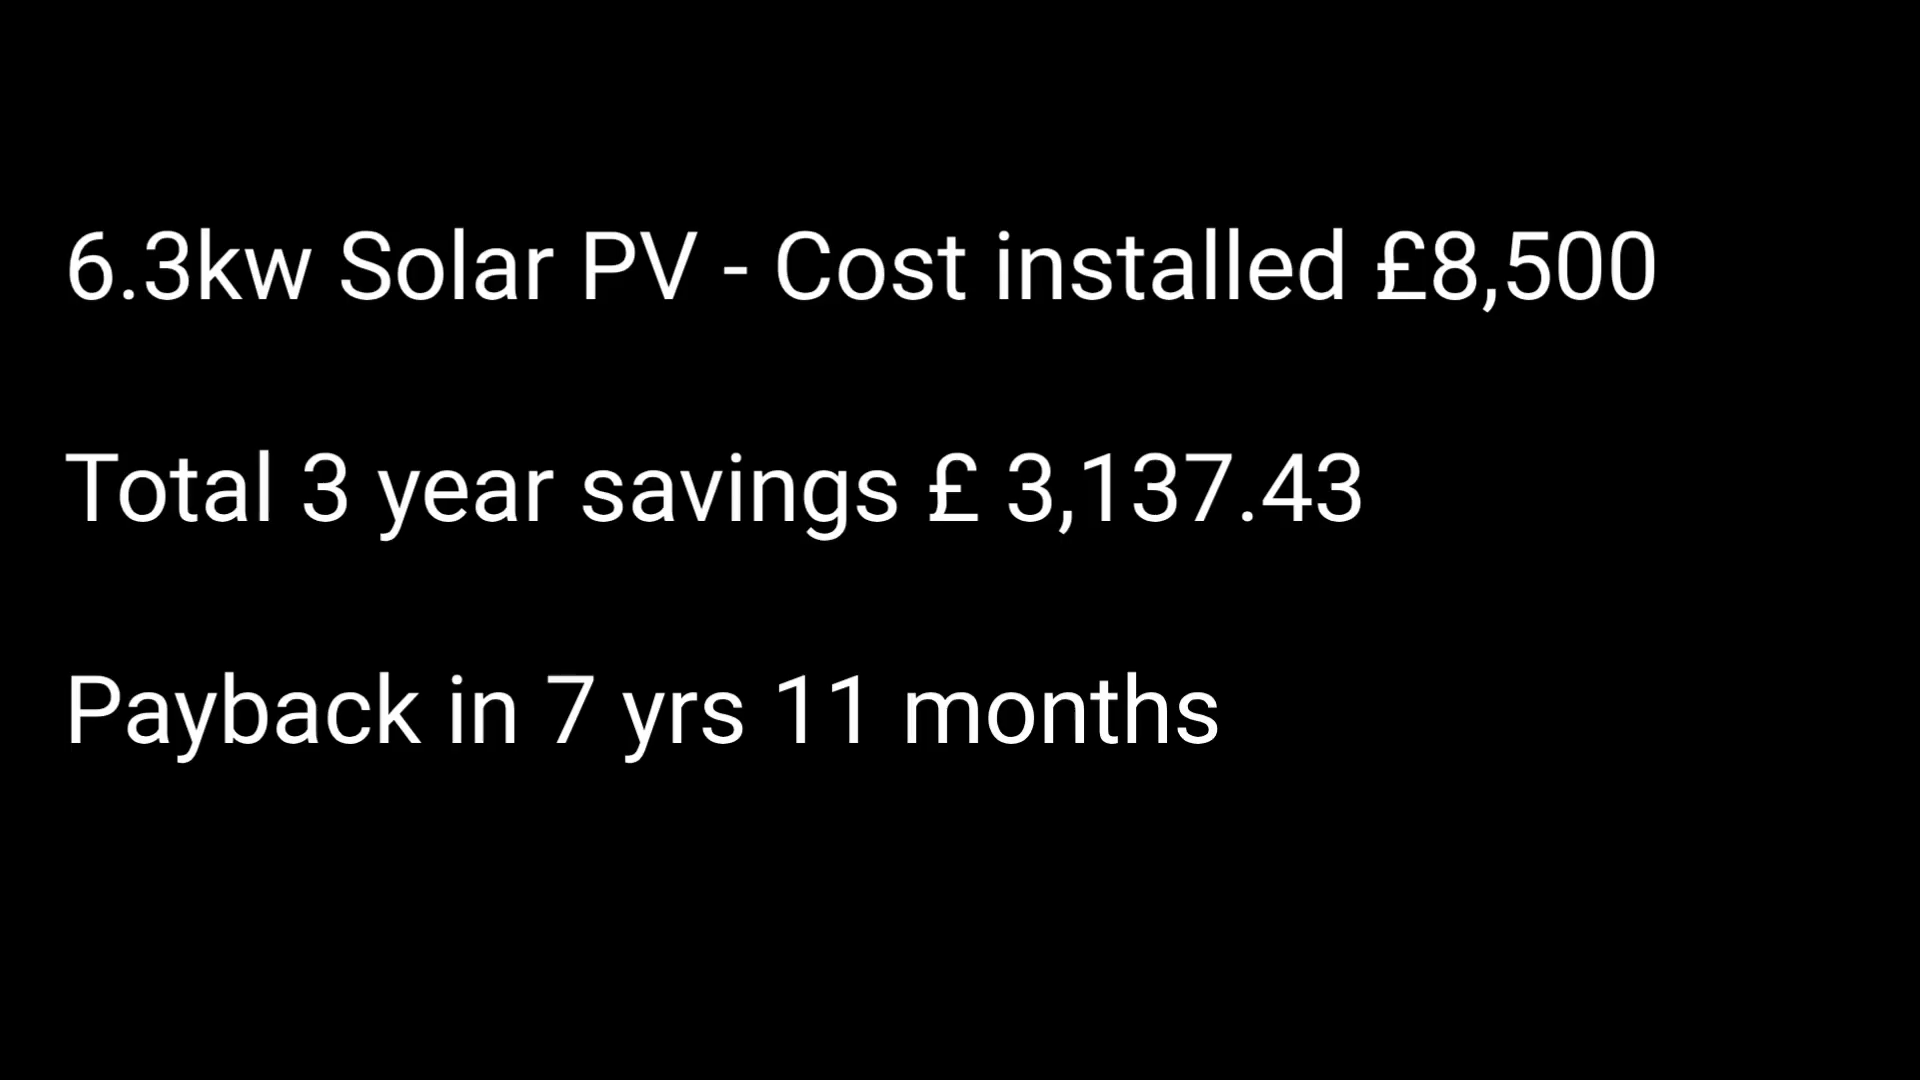 6.3kw Solar PV - Cost installed £8,500
Total 3 year savings £ 3,137.43
Payback in 7 yrs 11 months